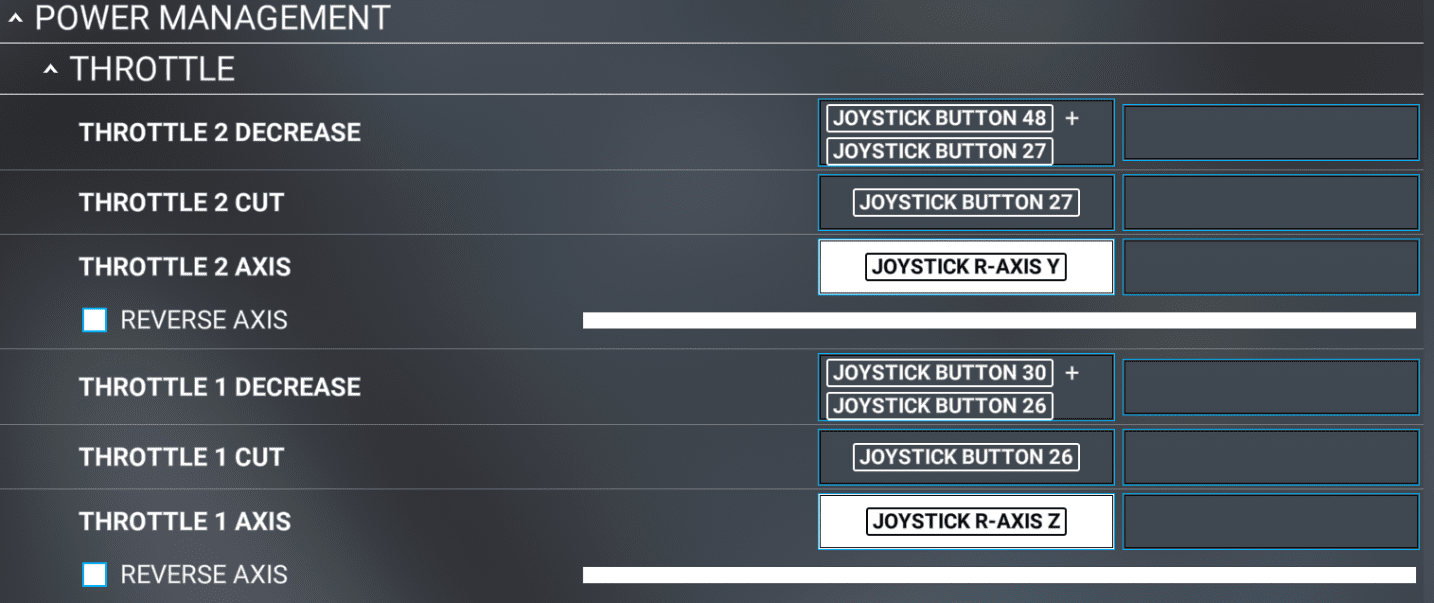 POWER MANAGEMENT
THROTTLE
THROTTLE 2 DECREASE
JOYSTICK BUTTON 48 +
JOYSTICK BUTTON 27
THROTTLE 2 CUT
JOYSTICK BUTTON 27
THROTTLE 2 AXIS
JOYSTICK R-AXIS Y
REVERSE AXIS
THROTTLE 1 DECREASE
JOYSTICK BUTTON 30 +
JOYSTICK BUTTON 26
THROTTLE 1 CUT
JOYSTICK BUTTON 26
THROTTLE 1 AXIS
JOYSTICK R-AXIS Z
REVERSE AXIS